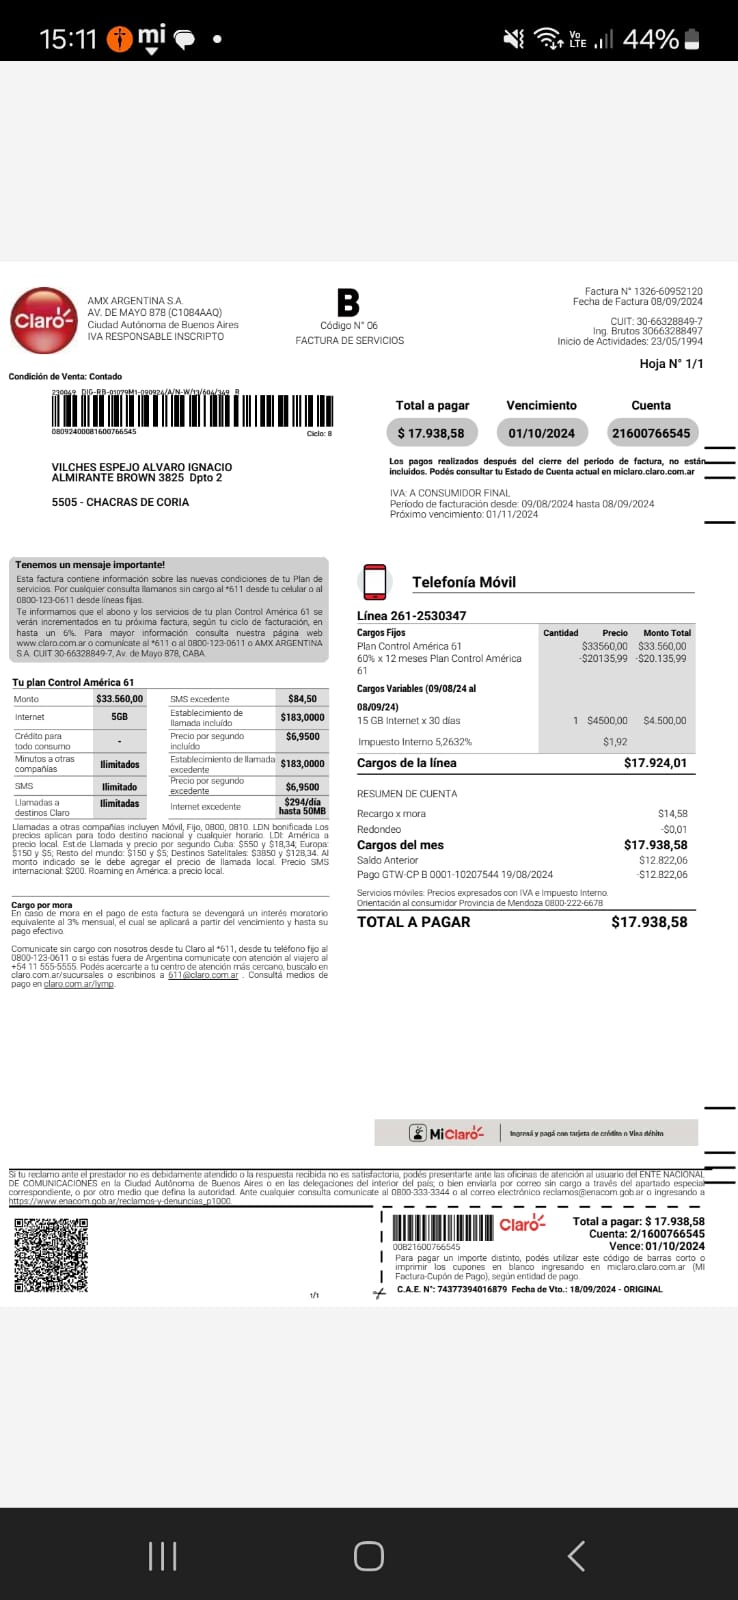 15:11 mi Vo LTE 44%
Claro
AMX ARGENTINA S.A.
AV. DE MAYO 878 (C1084AAQ)
Ciudad Autónoma de Buenos Aires
IVA RESPONSABLE INSCRIPTO
B
Código N° 06
FACTURA DE SERVICIOS
Factura N° 1326-60952120
Fecha de Factura 08/09/2024
CUIT: 30-66328849-7
Ing. Brutos 30663288497
Inicio de Actividades: 23/05/1994
Hoja N° 1/1
Condición de Venta: Contado
230069 DIG-RB-01079M1-090924/A/N-W/13/604/369 R
08092400081600766545 Ciclo: 8
Total a pagar Vencimiento Cuenta
$ 17.938,58 01/10/2024 21600766545
Los pagos realizados después del cierre del período de factura, no están
incluidos. Podés consultar tu Estado de Cuenta actual en miclaro.claro.com.ar
VILCHES ESPEJO ALVARO IGNACIO
ALMIRANTE BROWN 3825 Dpto 2
5505 - CHACRAS DE CORIA
IVA: A CONSUMIDOR FINAL
Período de facturación desde: 09/08/2024 hasta 08/09/2024
Próximo vencimiento: 01/11/2024
Tenemos un mensaje importante!
Esta factura contiene información sobre las nuevas condiciones de tu Plan de
servicios. Por cualquier consulta llamanos sin cargo al *611 desde tu celular o al
0800-123-0611 desde líneas fijas.
Te informamos que el abono y los servicios de tu plan Control América 61 se
verán incrementados en tu próxima factura, según tu ciclo de facturación, en
hasta un 6%. Para mayor información consulta nuestra página web
www.claro.com.ar o comunícate al *611 o al 0800-123-0611 o AMX ARGENTINA
S.A. CUIT 30-66328849-7, Av. de Mayo 878, CABA.
Tu plan Control América 61
Monto $33.560,00 SMS excedente $84,50
Internet 5GB Establecimiento de llamada incluído $183,0000
Crédito para todo consumo - Precio por segundo incluído $6,9500
Minutos a otras compañías Ilimitados Establecimiento de llamada excedente $183,0000
SMS Ilimitado Precio por segundo excedente $6,9500
Llamadas a destinos Claro Ilimitadas Internet excedente $294/día hasta 50MB
Llamadas a otras compañias incluyen Móvil, Fijo, 0800, 0810. LDN bonificada Los
precios aplican para todo destino nacional y cualquier horario. LDI: América a
precio local. Est.de Llamada y precio por segundo Cuba: $550 y $18,34; Europa:
$150 y $5; Resto del mundo: $150 y $5; Destinos Satelitales: $3850 y $128,34. Al
monto indicado se le debe agregar el precio de llamada local. Precio SMS
internacional: $200. Roaming en América: a precio local.
Cargo por mora
En caso de mora en el pago de esta factura se devengará un interés moratorio
equivalente al 3% mensual, el cual se aplicará a partir del vencimiento y hasta su
pago efectivo.
Comunicate sin cargo con nosotros desde tu Claro al *611, desde tu teléfono fijo al
0800-123-0611 o si estás fuera de Argentina comunicate con atención al viajero al
+54 11 555-5555. Podés acercarte a tu centro de atención más cercano, buscalo en
claro.com.ar/sucursales o escribinos a 611@claro.com.ar . Consultá medios de
pago en claro.com.ar/lymp.
Telefonía Móvil
Línea 261-2530347
Cargos Fijos Cantidad Precio Monto Total
Plan Control América 61 $33560,00 $33.560,00
60% x 12 meses Plan Control América -$20135,99 -$20.135,99
61
Cargos Variables (09/08/24 al
08/09/24)
15 GB Internet x 30 días 1 $4500,00 $4.500,00
Impuesto Interno 5,2632% $1,92
Cargos de la línea $17.924,01
RESUMEN DE CUENTA
Recargo x mora $14,58
Redondeo -$0,01
Cargos del mes $17.938,58
Saldo Anterior $12.822,06
Pago GTW-CP B 0001-10207544 19/08/2024 -$12.822,06
Servicios móviles: Precios expresados con IVA e Impuesto Interno.
Orientación al consumidor Provincia de Mendoza 0800-222-6678
TOTAL A PAGAR $17.938,58
MiClaro Ingresá y pagá con tarjeta de crédito o Visa débito
Si tu reclamo ante el prestador no es debidamente atendido o la respuesta recibida no es satisfactoria, podés presentarte ante las oficinas de atención al usuario del ENTE NACIONAL
DE COMUNICACIONES en la Ciudad Autónoma de Buenos Aires o en las delegaciones del interior del país; o bien enviarla por correo sin cargo a través del apartado especial
correspondiente, o por otro medio que defina la autoridad. Ante cualquier consulta comunicate al 0800-333-3344 o al correo electrónico reclamos@enacom.gob.ar o ingresando a
https://www.enacom.gob.ar/reclamos-y-denuncias_p1000.
Claro
00821600766545
Total a pagar: $ 17.938,58
Cuenta: 2/1600766545
Vence: 01/10/2024
Para pagar un importe distinto, podés utilizar este código de barras corto o
imprimir los cupones en blanco ingresando en miclaro.claro.com.ar (MI
Factura-Cupón de Pago), según entidad de pago.
C.A.E. N°: 74377394016879 Fecha de Vto.: 18/09/2024 - ORIGINAL
1/1